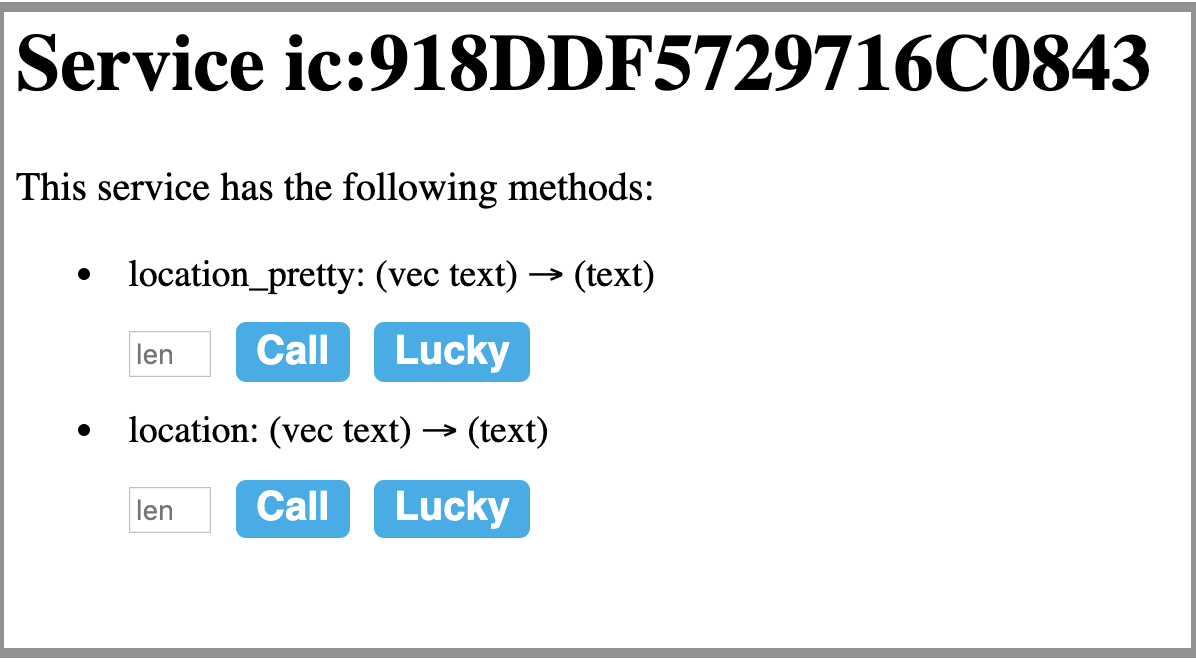 Service ic:918DDF5729716C0843
This service has the following methods:
• location_pretty: (vec text) → (text)
len Call Lucky
• location: (vec text) → (text)
len Call Lucky